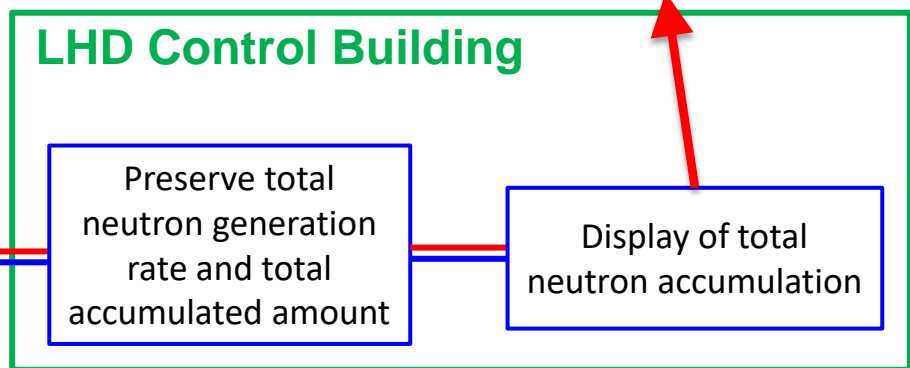 LHD Control Building
Preserve total
neutron generation
rate and total
accumulated amount
Display of total
neutron accumulation